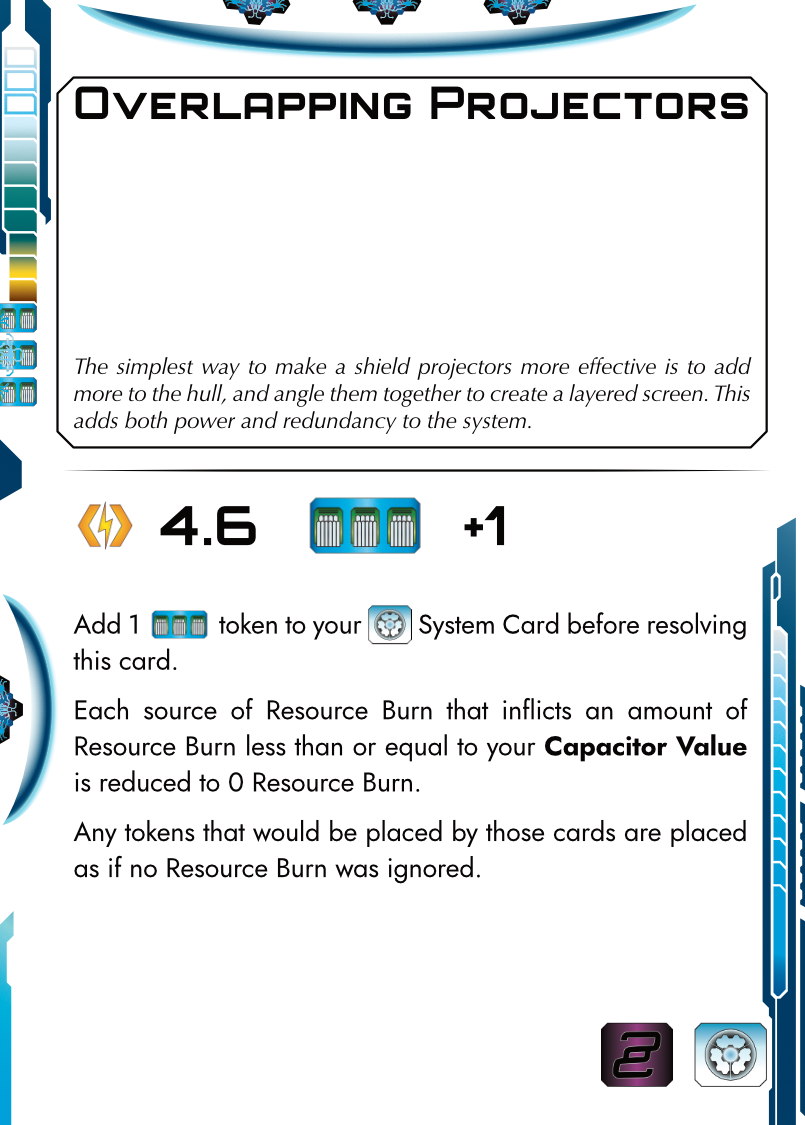 Overlapping Projectors
The simplest way to make a shield projectors more effective is to add
more to the hull, and angle them together to create a layered screen. This
adds both power and redundancy to the system.
4.6 +1
Add 1 token to your System Card before resolving
this card.
Each source of Resource Burn that inflicts an amount of
Resource Burn less than or equal to your Capacitor Value
is reduced to 0 Resource Burn.
Any tokens that would be placed by those cards are placed
as if no Resource Burn was ignored.
2